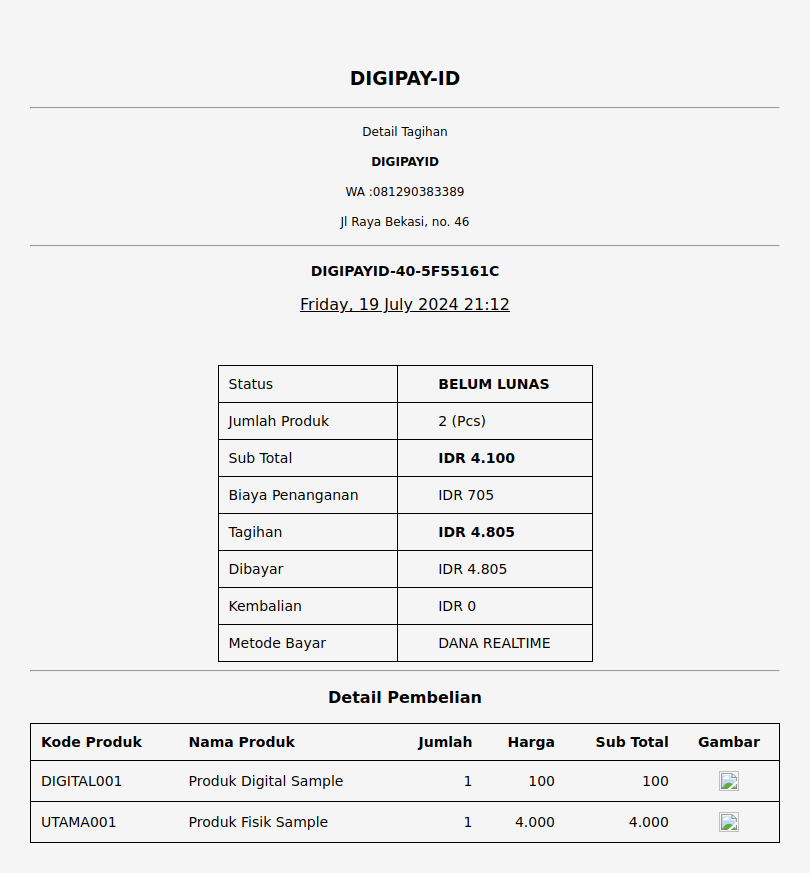 DIGIPAY-ID
Detail Tagihan
DIGIPAYID
WA :081290383389
Jl Raya Bekasi, no. 46
DIGIPAYID-40-5F55161C
Friday, 19 July 2024 21:12
Status BELUM LUNAS
Jumlah Produk 2 (Pcs)
Sub Total IDR 4.100
Biaya Penanganan IDR 705
Tagihan IDR 4.805
Dibayar IDR 4.805
Kembalian IDR 0
Metode Bayar DANA REALTIME
Detail Pembelian
Kode Produk Nama Produk Jumlah Harga Sub Total Gambar
DIGITAL001 Produk Digital Sample 1 100 100
UTAMA001 Produk Fisik Sample 1 4.000 4.000